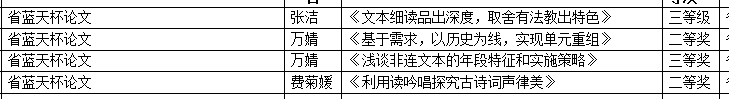 省蓝天杯论文 张洁 《文本细读品出深度，取舍有法教出特色》 三等级
省蓝天杯论文 万婧 《基于需求，以历史为线，实现单元重组》 二等奖
省蓝天杯论文 万婧 《浅谈非连文本的年段特征和实施策略》 三等奖
省蓝天杯论文 费菊媛 《利用读吟唱探究古诗词声律美》 二等奖